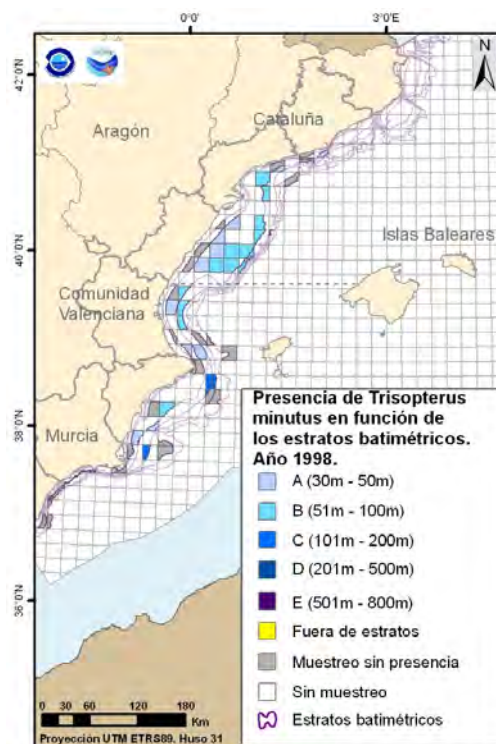 0°0' 3°0'E
N
42°0'N
Cataluña
Aragón
40°0'N
Islas Baleares
Comunidad
Valenciana
38°0'N
Murcia
36°0'N
Presencia de Trisopterus
minutus en función de
los estratos batimétricos.
Año 1998.
A (30m - 50m)
B (51m - 100m)
C (101m - 200m)
D (201m - 500m)
E (501m - 800m)
Fuera de estratos
Muestreo sin presencia
Sin muestreo
Estratos batimétricos
0 30 60 120 180
Km
Proyección UTM ETRS89. Huso 31